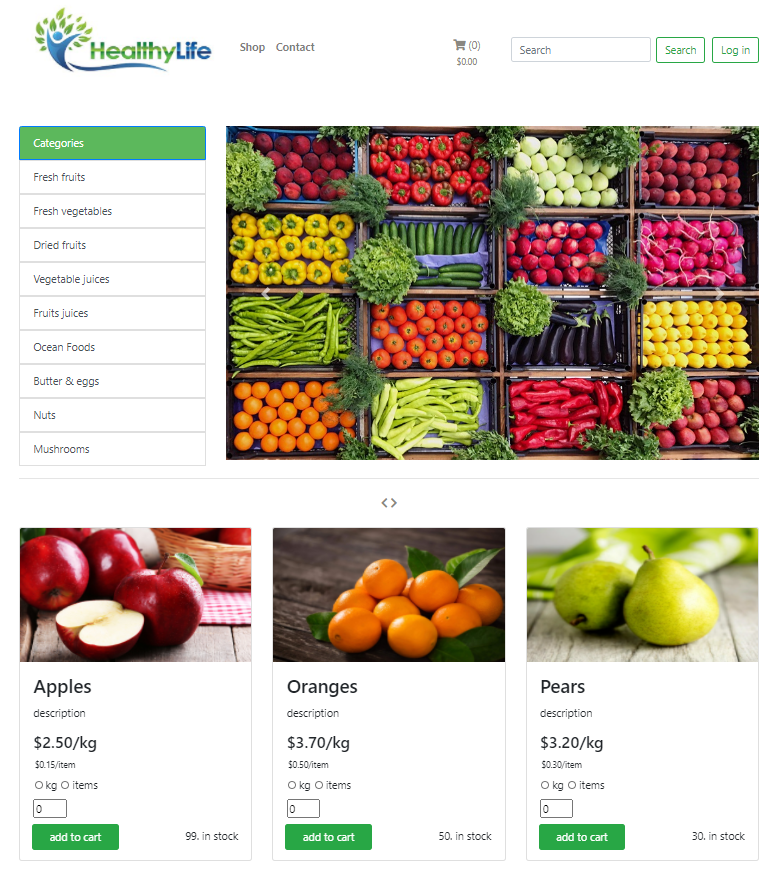 HealthyLife
Shop Contact
(0)
$0.00
Search
Search
Log in
Categories
Fresh fruits
Fresh vegetables
Dried fruits
Vegetable juices
Fruits juices
Ocean Foods
Butter & eggs
Nuts
Mushrooms
<>
Apples
description
$2.50/kg
$0.15/item
kg items
0
add to cart 99. in stock
Oranges
description
$3.70/kg
$0.50/item
kg items
0
add to cart 50. in stock
Pears
description
$3.20/kg
$0.30/item
kg items
0
add to cart 30. in stock